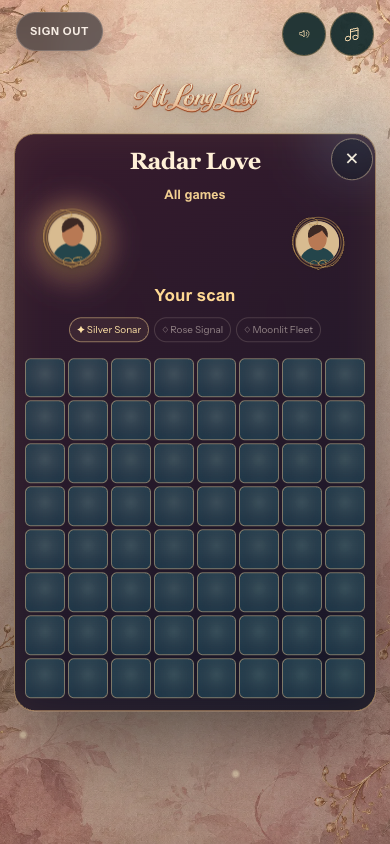 SIGN OUT
At Long Last
Radar Love
All games
Your scan
✦ Silver Sonar
♢ Rose Signal
♢ Moonlit Fleet